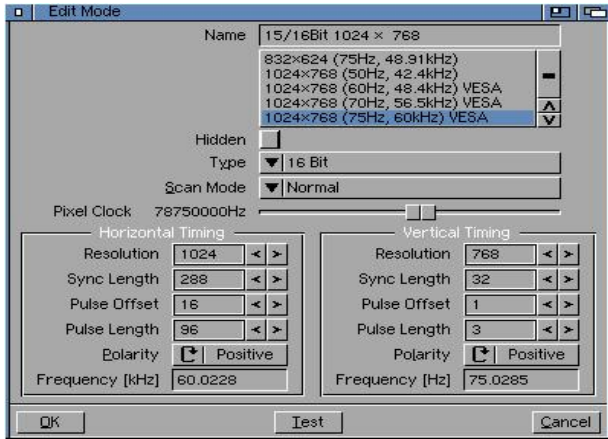 Edit Mode
Name 15/16Bit 1024 × 768
832×624 (75Hz, 48.91kHz)
1024×768 (50Hz, 42.4kHz)
1024×768 (60Hz, 48.4kHz) VESA
1024×768 (70Hz, 56.5kHz) VESA
1024×768 (75Hz, 60kHz) VESA
Hidden
Type 16 Bit
Scan Mode Normal
Pixel Clock 78750000Hz
Horizontal Timing
Resolution 1024 < >
Sync Length 288 < >
Pulse Offset 16 < >
Pulse Length 96 < >
Polarity Positive
Frequency [kHz] 60.0228
Vertical Timing
Resolution 768 < >
Sync Length 32 < >
Pulse Offset 1 < >
Pulse Length 3 < >
Polarity Positive
Frequency [Hz] 75.0285
OK Test Cancel